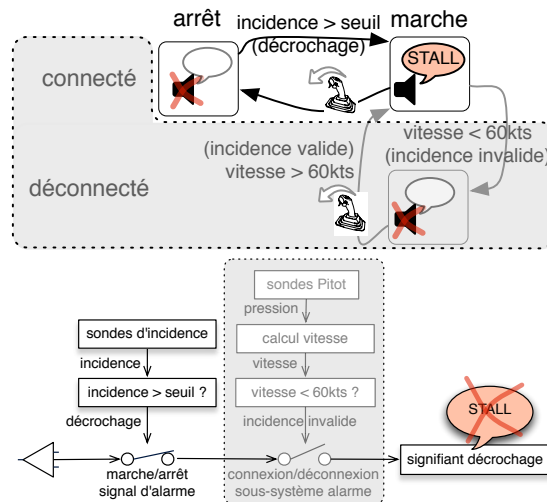 arrêt
incidence > seuil
(décrochage)
marche
STALL
connecté
vitesse < 60kts
(incidence invalide)
(incidence valide)
vitesse > 60kts
déconnecté
sondes Pitot
pression
sondes d'incidence
calcul vitesse
incidence
vitesse
incidence > seuil ?
vitesse < 60kts ?
STALL
décrochage
incidence invalide
signifiant décrochage
marche/arrêt
signal d'alarme
connexion/déconnexion
sous-système alarme